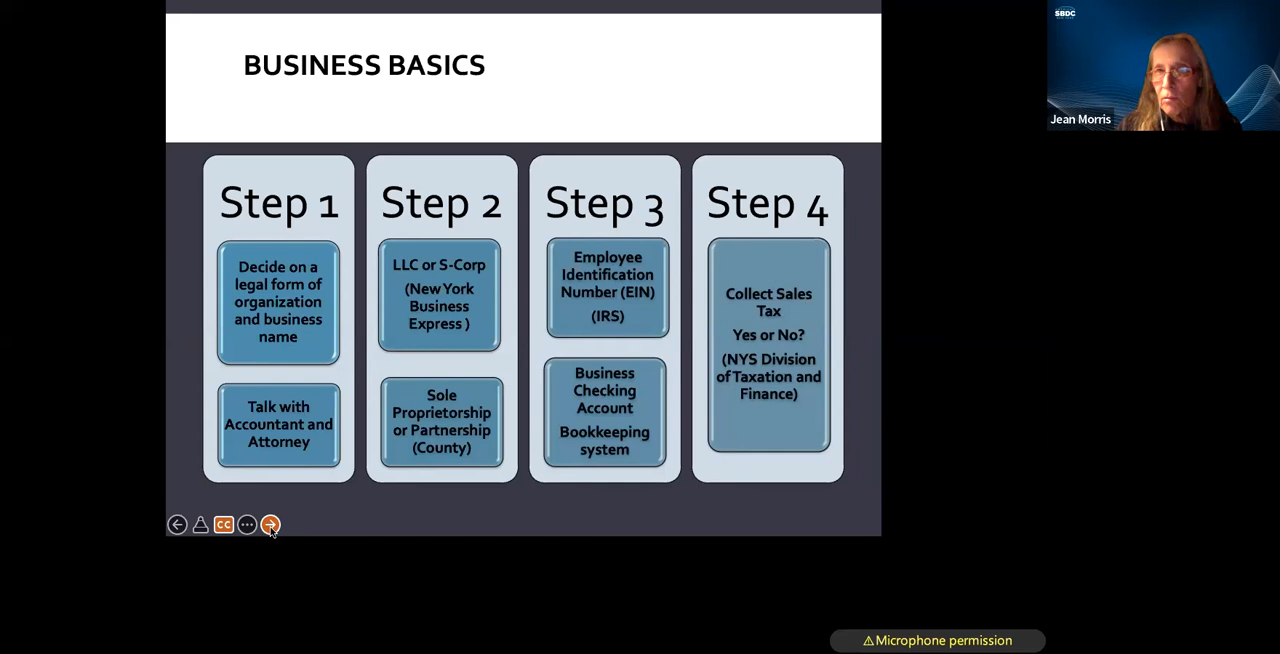 BUSINESS BASICS
SBDC
Jean Morris
Step 1
Decide on a
legal form of
organization
and business
name
Talk with
Accountant and
Attorney
Step 2
LLC or S-Corp
(New York
Business
Express )
Sole
Proprietorship
or Partnership
(County)
Step 3
Employee
Identification
Number (EIN)
(IRS)
Business
Checking
Account
Bookkeeping
system
Step 4
Collect Sales
Tax
Yes or No?
(NYS Division
of Taxation and
Finance)
CC
⚠Microphone permission